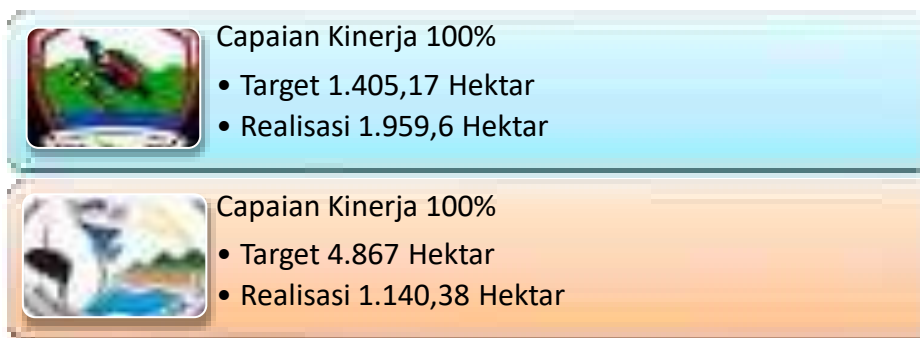 Capaian Kinerja 100%
• Target 1.405,17 Hektar
• Realisasi 1.959,6 Hektar
Capaian Kinerja 100%
• Target 4.867 Hektar
• Realisasi 1.140,38 Hektar